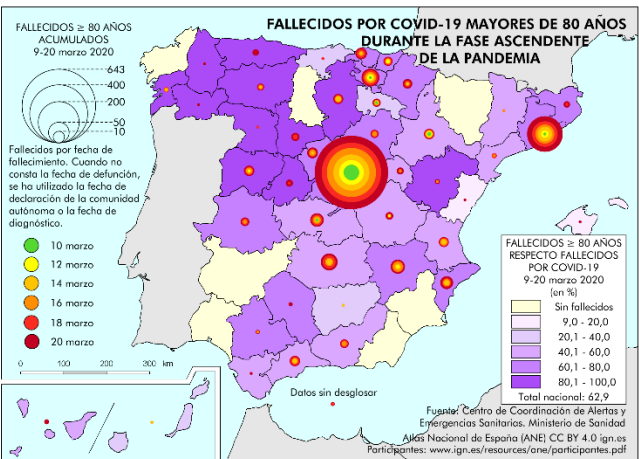 FALLECIDOS POR COVID-19 MAYORES DE 80 AÑOS
DURANTE LA FASE ASCENDENTE
DE LA PANDEMIA
FALLECIDOS ≥ 80 AÑOS
ACUMULADOS
9-20 marzo 2020
643
400
200
50
10
Fallecidos por fecha de
fallecimiento. Cuando no
consta la fecha de defunción,
se ha utilizado la fecha de
declaración de la comunidad
autónoma o la fecha de
diagnóstico.
10 marzo
12 marzo
14 marzo
16 marzo
18 marzo
20 marzo
0 100 200 300 km
FALLECIDOS ≥ 80 AÑOS
RESPECTO FALLECIDOS
POR COVID-19
9-20 marzo 2020
(en %)
Sin fallecidos
9,0 - 20,0
20,1 - 40,0
40,1 - 60,0
60,1 - 80,0
80,1 - 100,0
Total nacional: 62,9
Datos sin desglosar
Fuente: Centro de Coordinación de Alertas y
Emergencias Sanitarias. Ministerio de Sanidad
Atlas Nacional de España (ANE) CC BY 4.0 ign.es
Participantes: www.ign.es/resources/ane/participantes.pdf